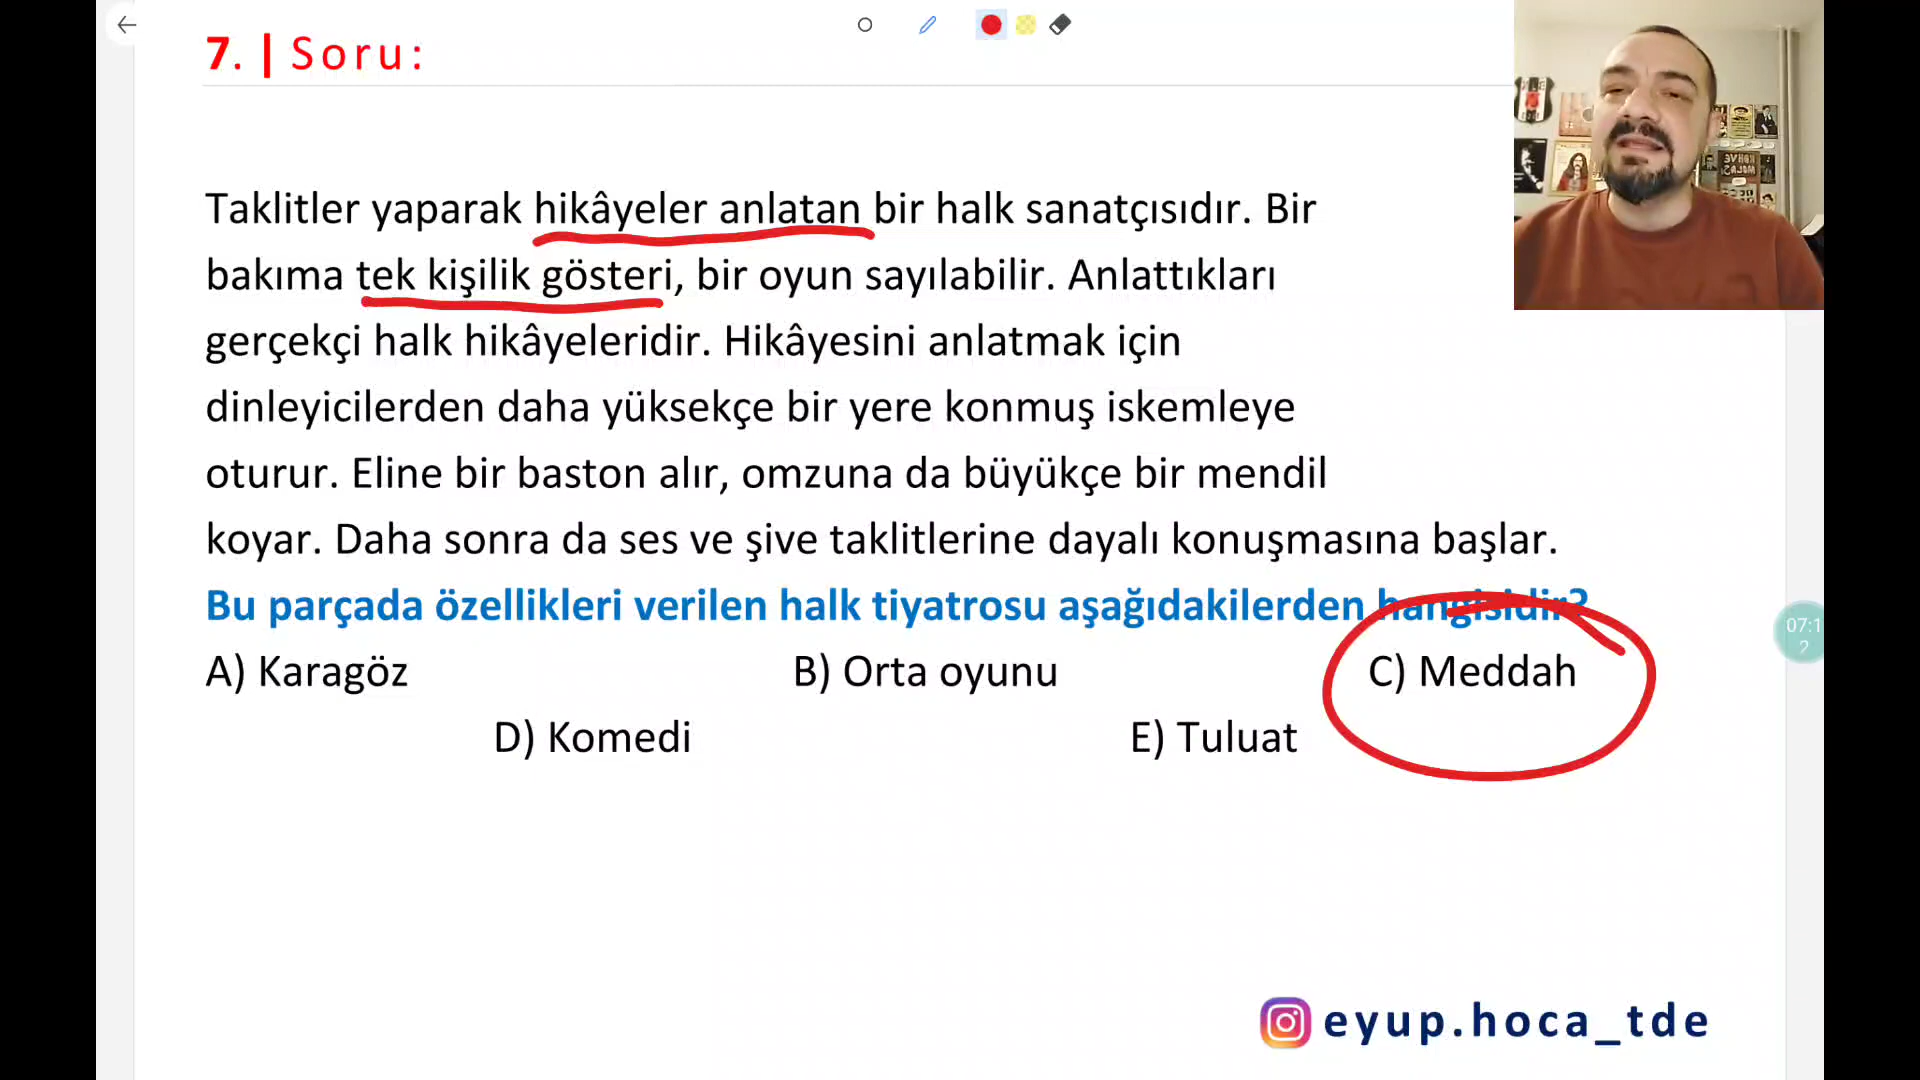 7. | Soru:
Taklitler yaparak hikâyeler anlatan bir halk sanatçısıdır. Bir
bakıma tek kişilik gösteri, bir oyun sayılabilir. Anlattıkları
gerçekçi halk hikâyeleridir. Hikâyesini anlatmak için
dinleyicilerden daha yüksekçe bir yere konmuş iskemleye
oturur. Eline bir baston alır, omzuna da büyükçe bir mendil
koyar. Daha sonra da ses ve şive taklitlerine dayalı konuşmasına başlar.
Bu parçada özellikleri verilen halk tiyatrosu aşağıdakilerden hangisidir?
A) Karagöz B) Orta oyunu C) Meddah
D) Komedi E) Tuluat
07:1
2
eyup.hoca_tde